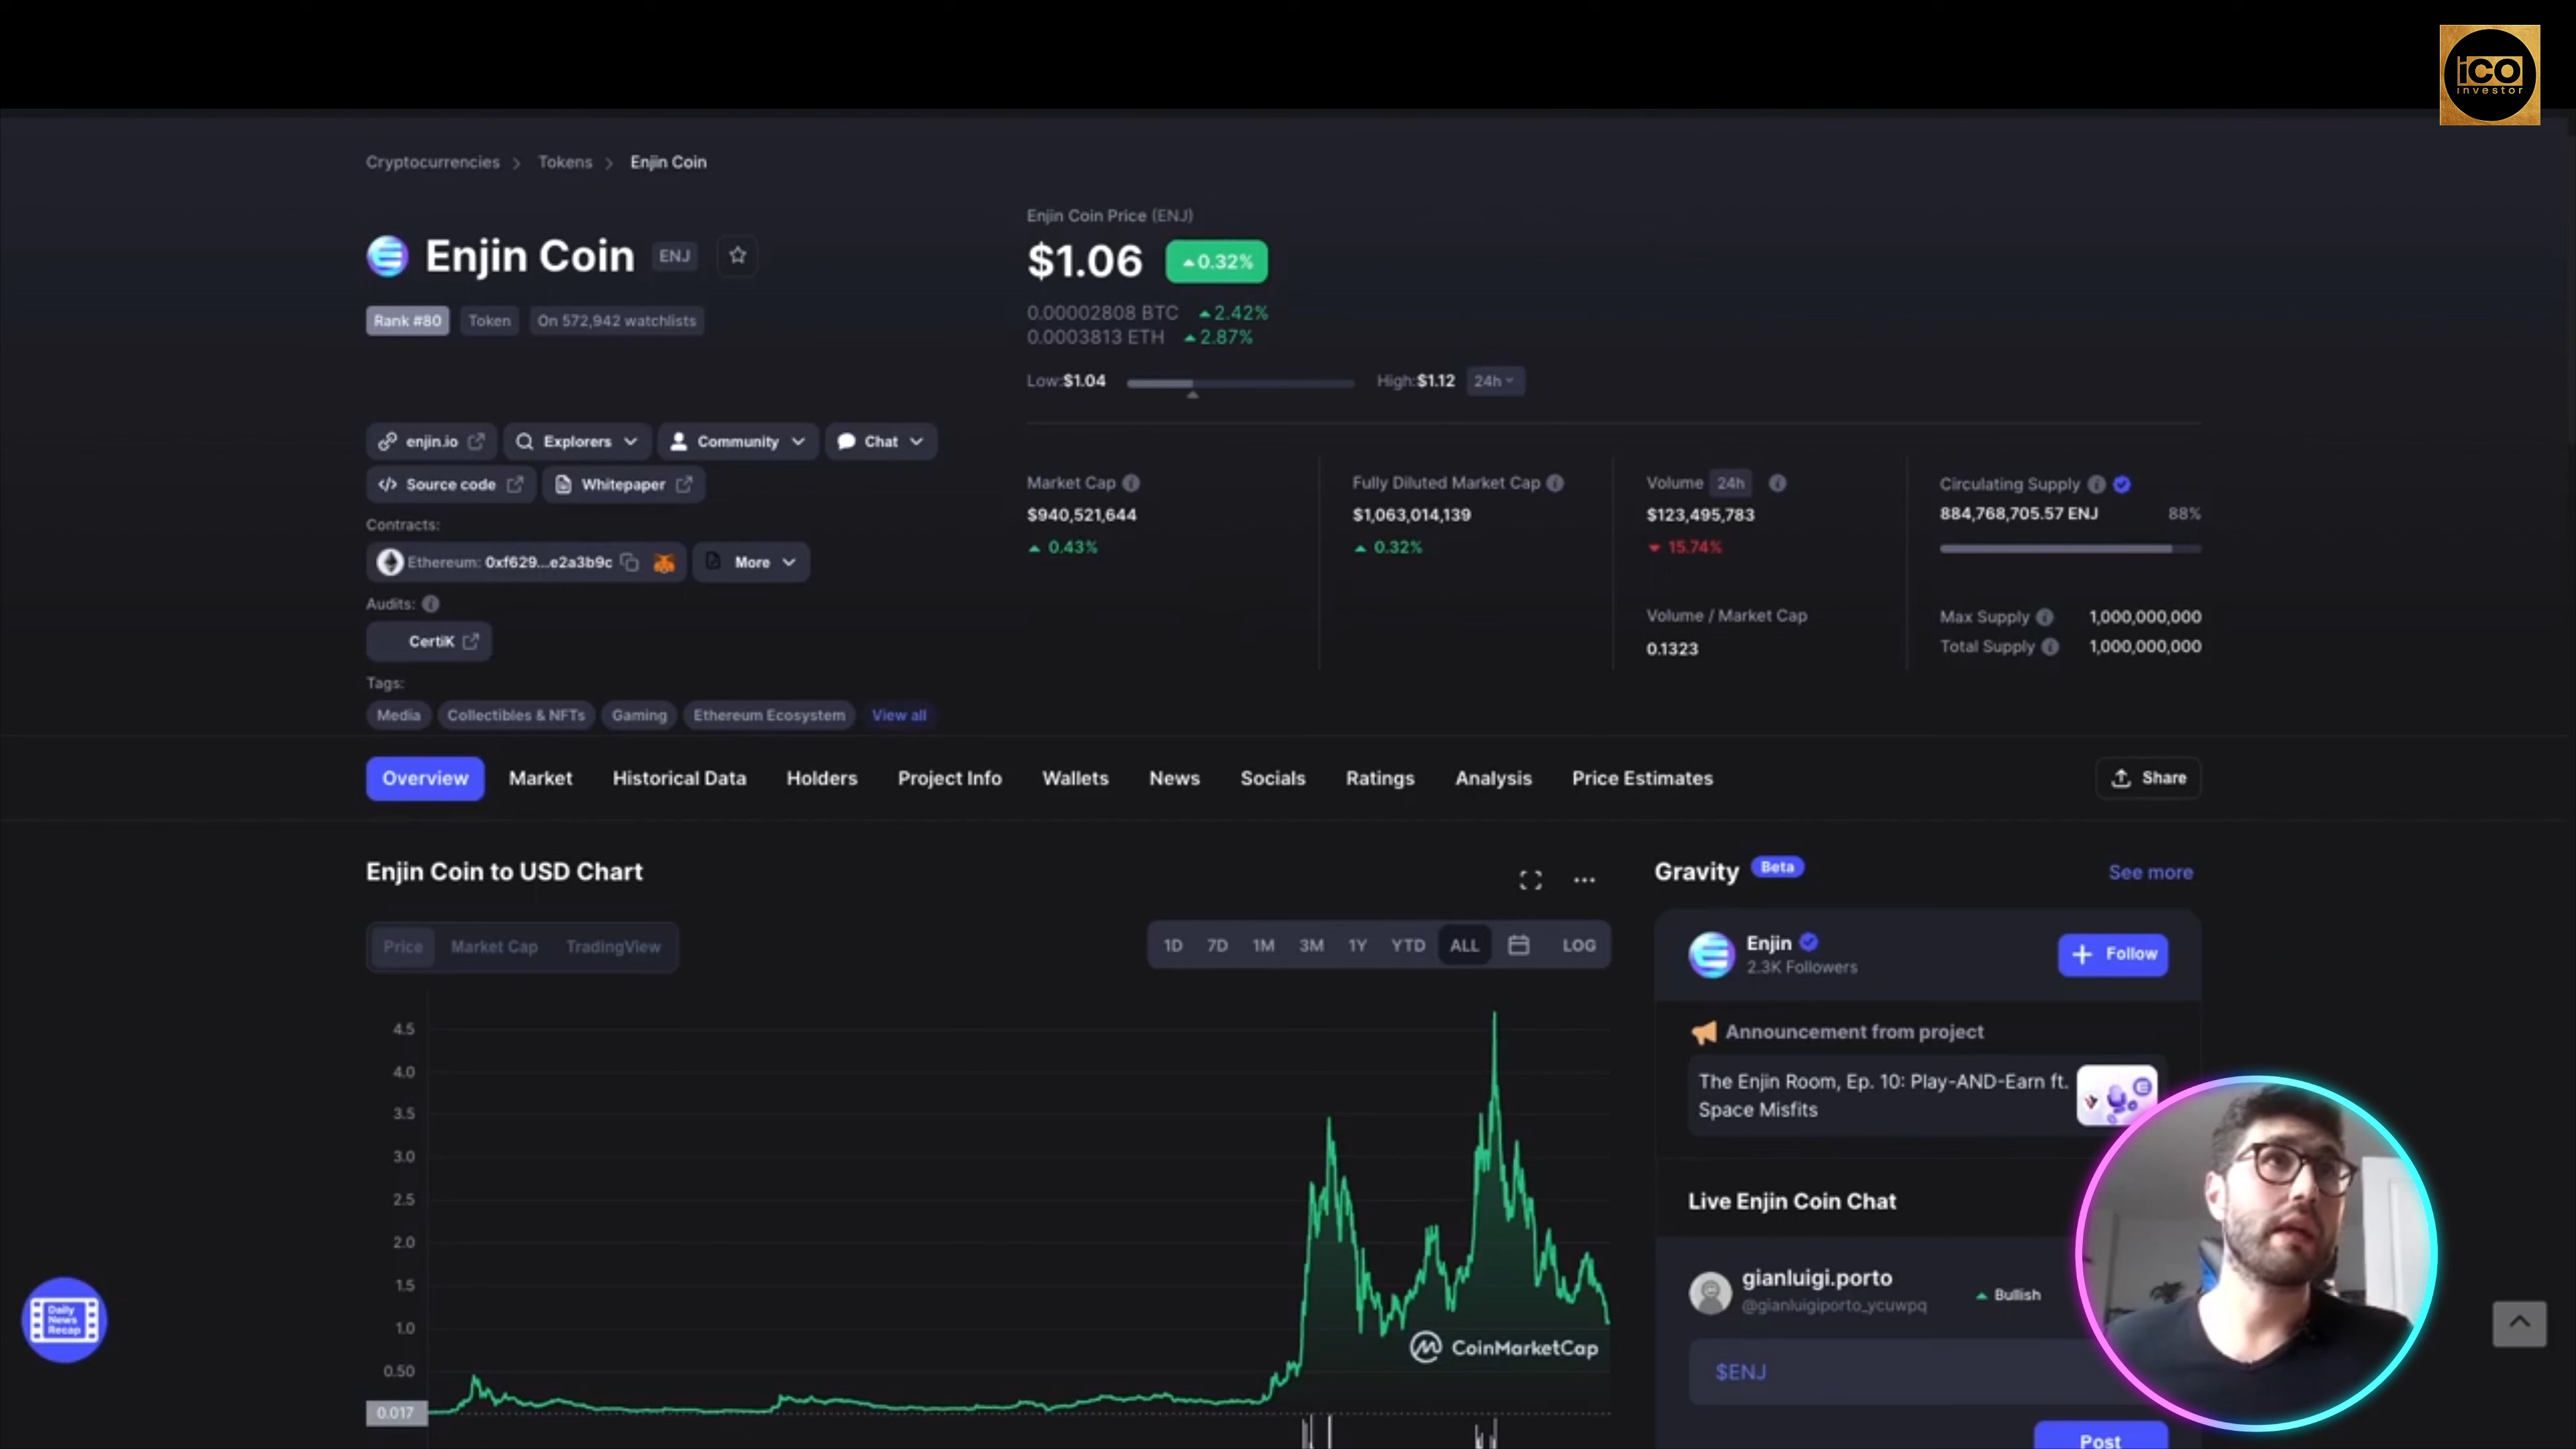 iCO
investor
Cryptocurrencies > Tokens > Enjin Coin
Enjin Coin ENJ
Rank #80 Token On 572,942 watchlists
enjin.io Explorers Community Chat
Source code Whitepaper
Contracts:
Ethereum: 0xf629...e2a3b9c More
Audits:
CertiK
Tags:
Media Collectibles & NFTs Gaming Ethereum Ecosystem View all
Enjin Coin Price (ENJ)
$1.06 0.32%
0.00002808 BTC 2.42%
0.0003813 ETH 2.87%
Low:$1.04 High:$1.12 24h
Market Cap
$940,521,644
0.43%
Fully Diluted Market Cap
$1,063,014,139
0.32%
Volume 24h
$123,495,783
15.74%
Volume / Market Cap
0.1323
Circulating Supply
884,768,705.57 ENJ 88%
Max Supply 1,000,000,000
Total Supply 1,000,000,000
Overview Market Historical Data Holders Project Info Wallets News Socials Ratings Analysis Price Estimates Share
Enjin Coin to USD Chart
Price Market Cap TradingView
1D 7D 1M 3M 1Y YTD ALL LOG
4.5
4.0
3.5
3.0
2.5
2.0
1.5
1.0
0.50
0.017
CoinMarketCap
Gravity Beta See more
Enjin
2.3K Followers
Follow
Announcement from project
The Enjin Room, Ep. 10: Play-AND-Earn ft.
Space Misfits
Live Enjin Coin Chat
gianluigi.porto
@gianluigiporto_ycuwpq
Bullish
$ENJ
Post
Daily
News
Recap